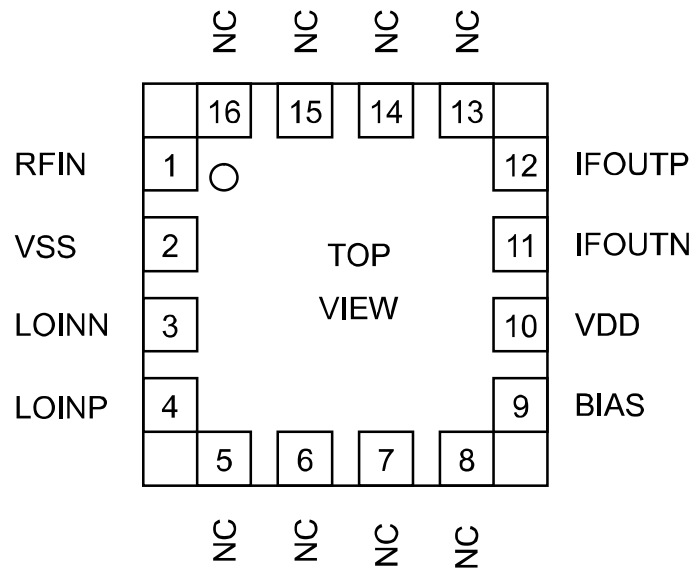 NC NC NC NC
16 15 14 13
RFIN 1 12 IFOUTP
VSS 2 11 IFOUTN
TOP
VIEW
LOINN 3 10 VDD
LOINP 4 9 BIAS
5 6 7 8
NC NC NC NC